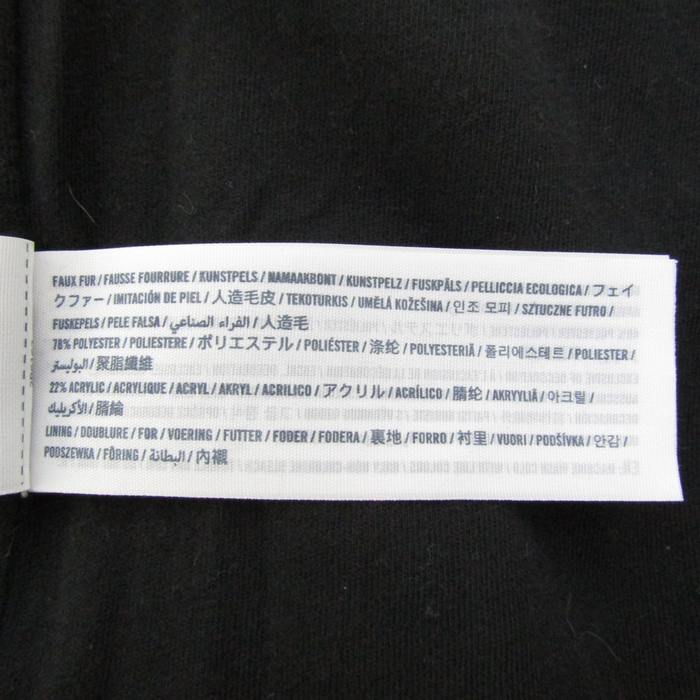 FAUX FUR / FAUSSE FOURRURE / KUNSTPELS / NAMAAKBONT / KUNSTPELZ / FUSKPÄLS / PELLICCIA ECOLOGICA / フェイ
クファー / IMITACIÓN DE PIEL / 人造毛皮 / TEKOTURKIS / UMĚLÁ KOŽEŠINA / 인조 모피 / SZTUCZNE FUTRO /
FUSKEPELS / PELE FALSA / الفراء الصناعي / 人造毛
78% POLYESTER / POLIESTERE / ポリエステル / POLIÉSTER / 涤纶 / POLYESTERIÄ / 폴리에스테르 / POLIESTER /
البوليستر / 聚脂纖維
22% ACRYLIC / ACRYLIQUE / ACRYL / AKRYL / ACRILICO / アクリル / ACRÍLICO / 腈纶 / AKRYYLIÄ / 아크릴 /
الأكريليك / 腈綸
LINING / DOUBLURE / FOR / VOERING / FUTTER / FODER / FODERA / 裏地 / FORRO / 衬里 / VUORI / PODŠÍVKA / 안감 /
PODSZEWKA / FÔRING / البطانة / 內襯